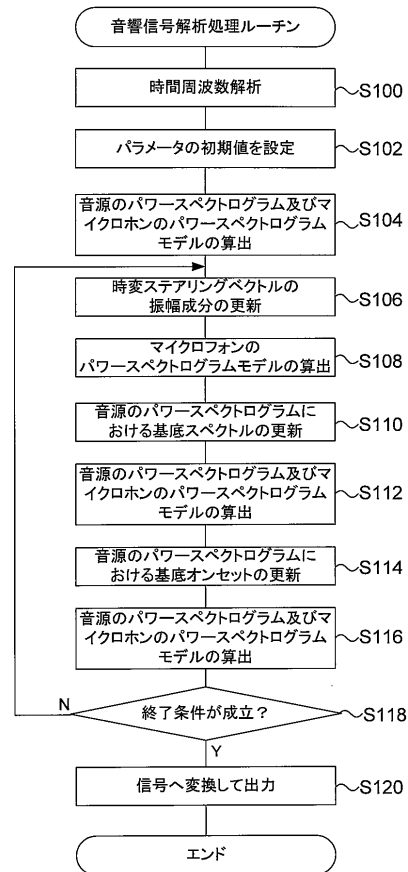 音響信号解析処理ルーチン
時間周波数解析
S100
パラメータの初期値を設定
S102
音源のパワースペクトログラム及びマ
イクロホンのパワースペクトログラム
モデルの算出
S104
時変ステアリングベクトルの
振幅成分の更新
S106
マイクロフォンの
パワースペクトログラムモデルの算出
S108
音源のパワースペクトログラムに
おける基底スペクトルの更新
S110
音源のパワースペクトログラム及びマ
イクロホンのパワースペクトログラム
モデルの算出
S112
音源のパワースペクトログラムに
おける基底オンセットの更新
S114
音源のパワースペクトログラム及びマ
イクロホンのパワースペクトログラム
モデルの算出
S116
N
終了条件が成立?
S118
Y
信号へ変換して出力
S120
エンド